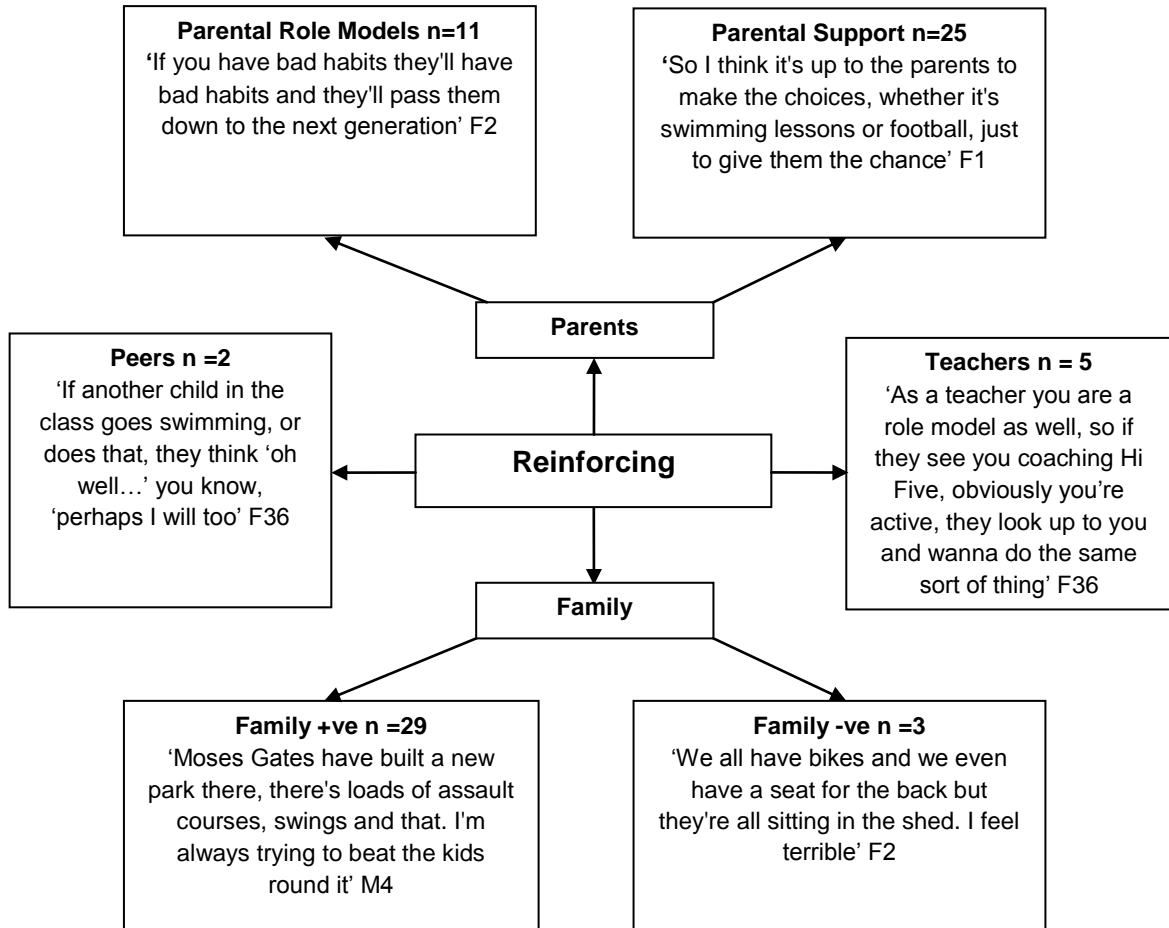 Parental Role Models n=11
‘If you have bad habits they'll have
bad habits and they'll pass them
down to the next generation’ F2
Parental Support n=25
‘So I think it's up to the parents to
make the choices, whether it's
swimming lessons or football, just
to give them the chance’ F1
Parents
Peers n =2
‘If another child in the
class goes swimming, or
does that, they think ‘oh
well…’ you know,
‘perhaps I will too’ F36
Reinforcing
Teachers n = 5
‘As a teacher you are a
role model as well, so if
they see you coaching Hi
Five, obviously you’re
active, they look up to you
and wanna do the same
sort of thing’ F36
Family
Family +ve n =29
‘Moses Gates have built a new
park there, there's loads of assault
courses, swings and that. I'm
always trying to beat the kids
round it’ M4
Family -ve n =3
‘We all have bikes and we even
have a seat for the back but
they're all sitting in the shed. I feel
terrible’ F2